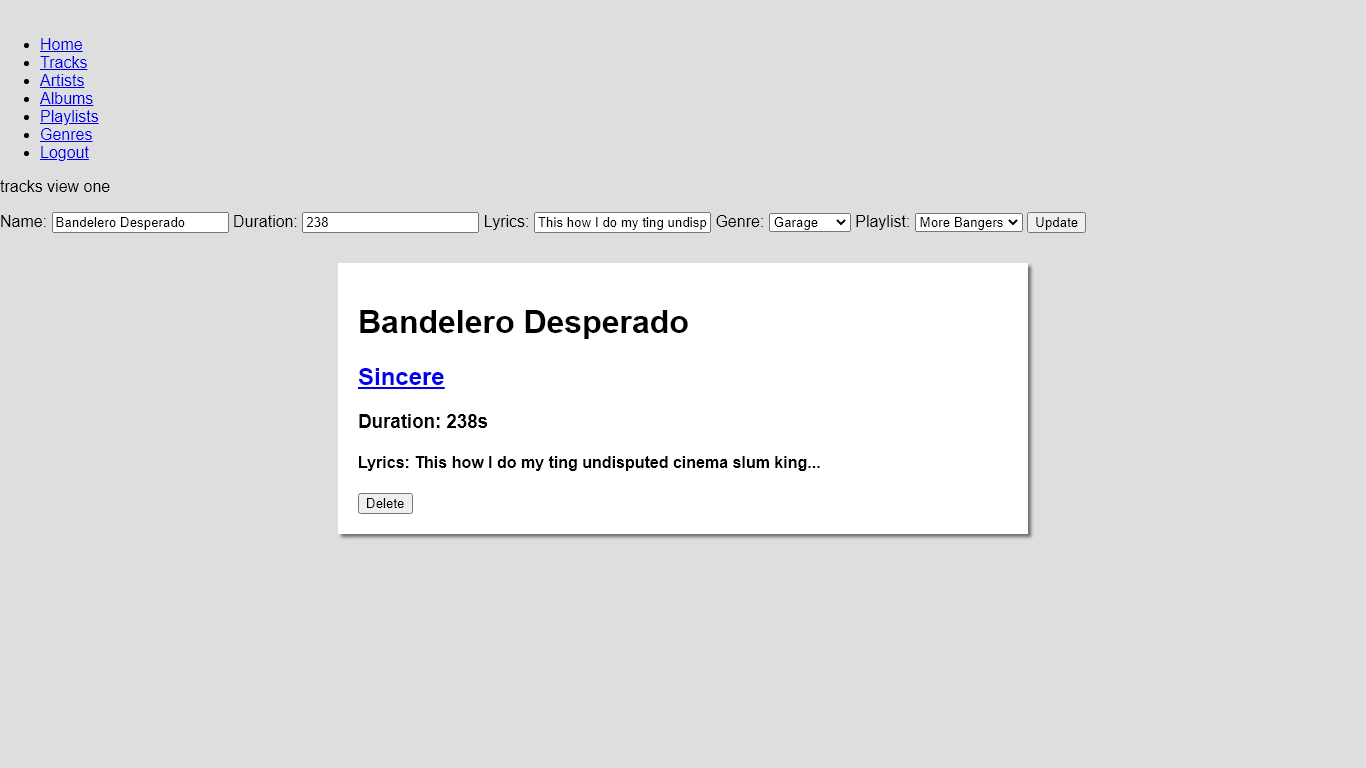 Home
Tracks
Artists
Albums
Playlists
Genres
Logout
tracks view one
Name: Bandelero Desperado Duration: 238 Lyrics: This how I do my ting undisp Genre: Garage Playlist: More Bangers Update
Bandelero Desperado
Sincere
Duration: 238s
Lyrics: This how I do my ting undisputed cinema slum king...
Delete